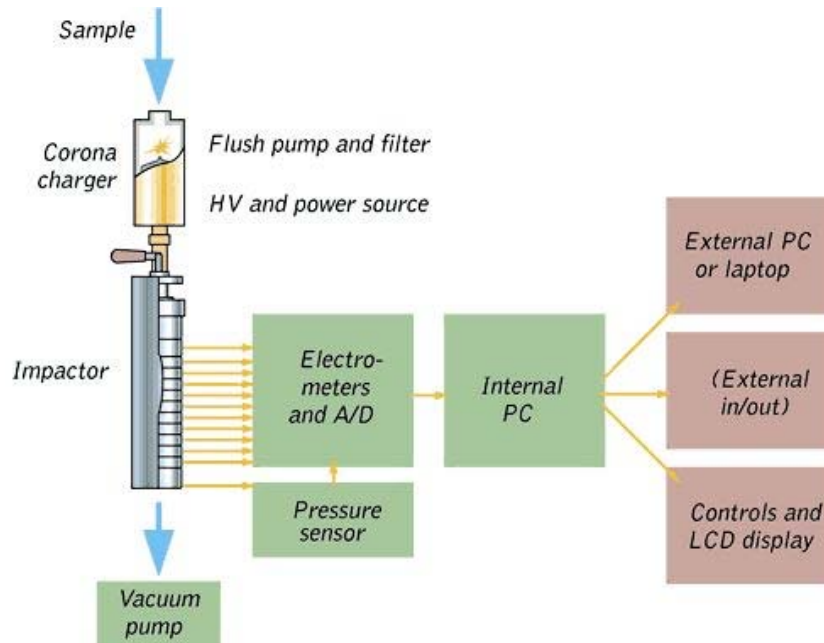 Sample
Corona
charger
Flush pump and filter
HV and power source
Impactor
Electro-
meters
and A/D
Pressure
sensor
Vacuum
pump
Internal
PC
External PC
or laptop
(External
in/out)
Controls and
LCD display